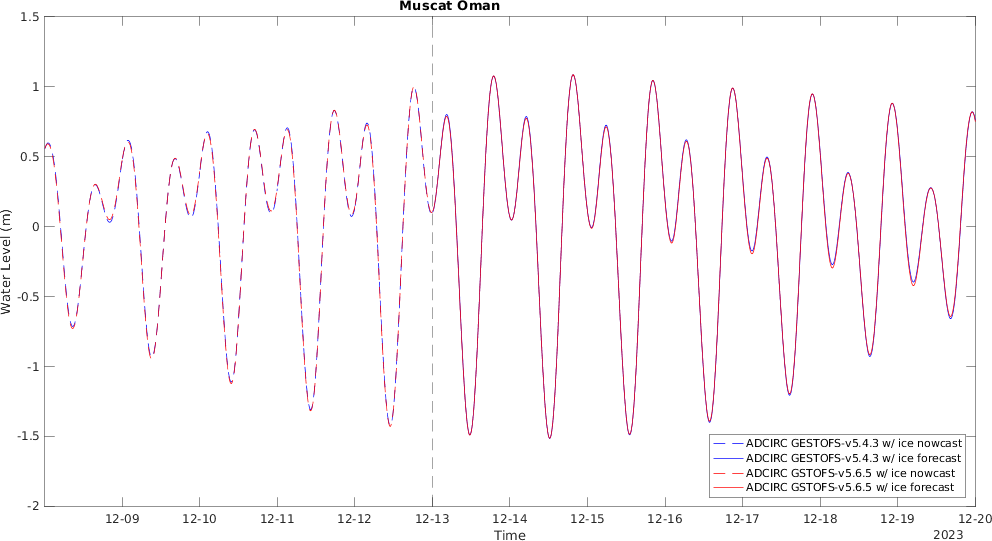 Muscat Oman
1.5
1
0.5
0
-0.5
-1
-1.5
-2
Water Level (m)
ADCIRC GESTOFS-v5.4.3 w/ ice nowcast
ADCIRC GESTOFS-v5.4.3 w/ ice forecast
ADCIRC GSTOFS-v5.6.5 w/ ice nowcast
ADCIRC GSTOFS-v5.6.5 w/ ice forecast
12-09 12-10 12-11 12-12 12-13 12-14 12-15 12-16 12-17 12-18 12-19 12-20
Time
2023